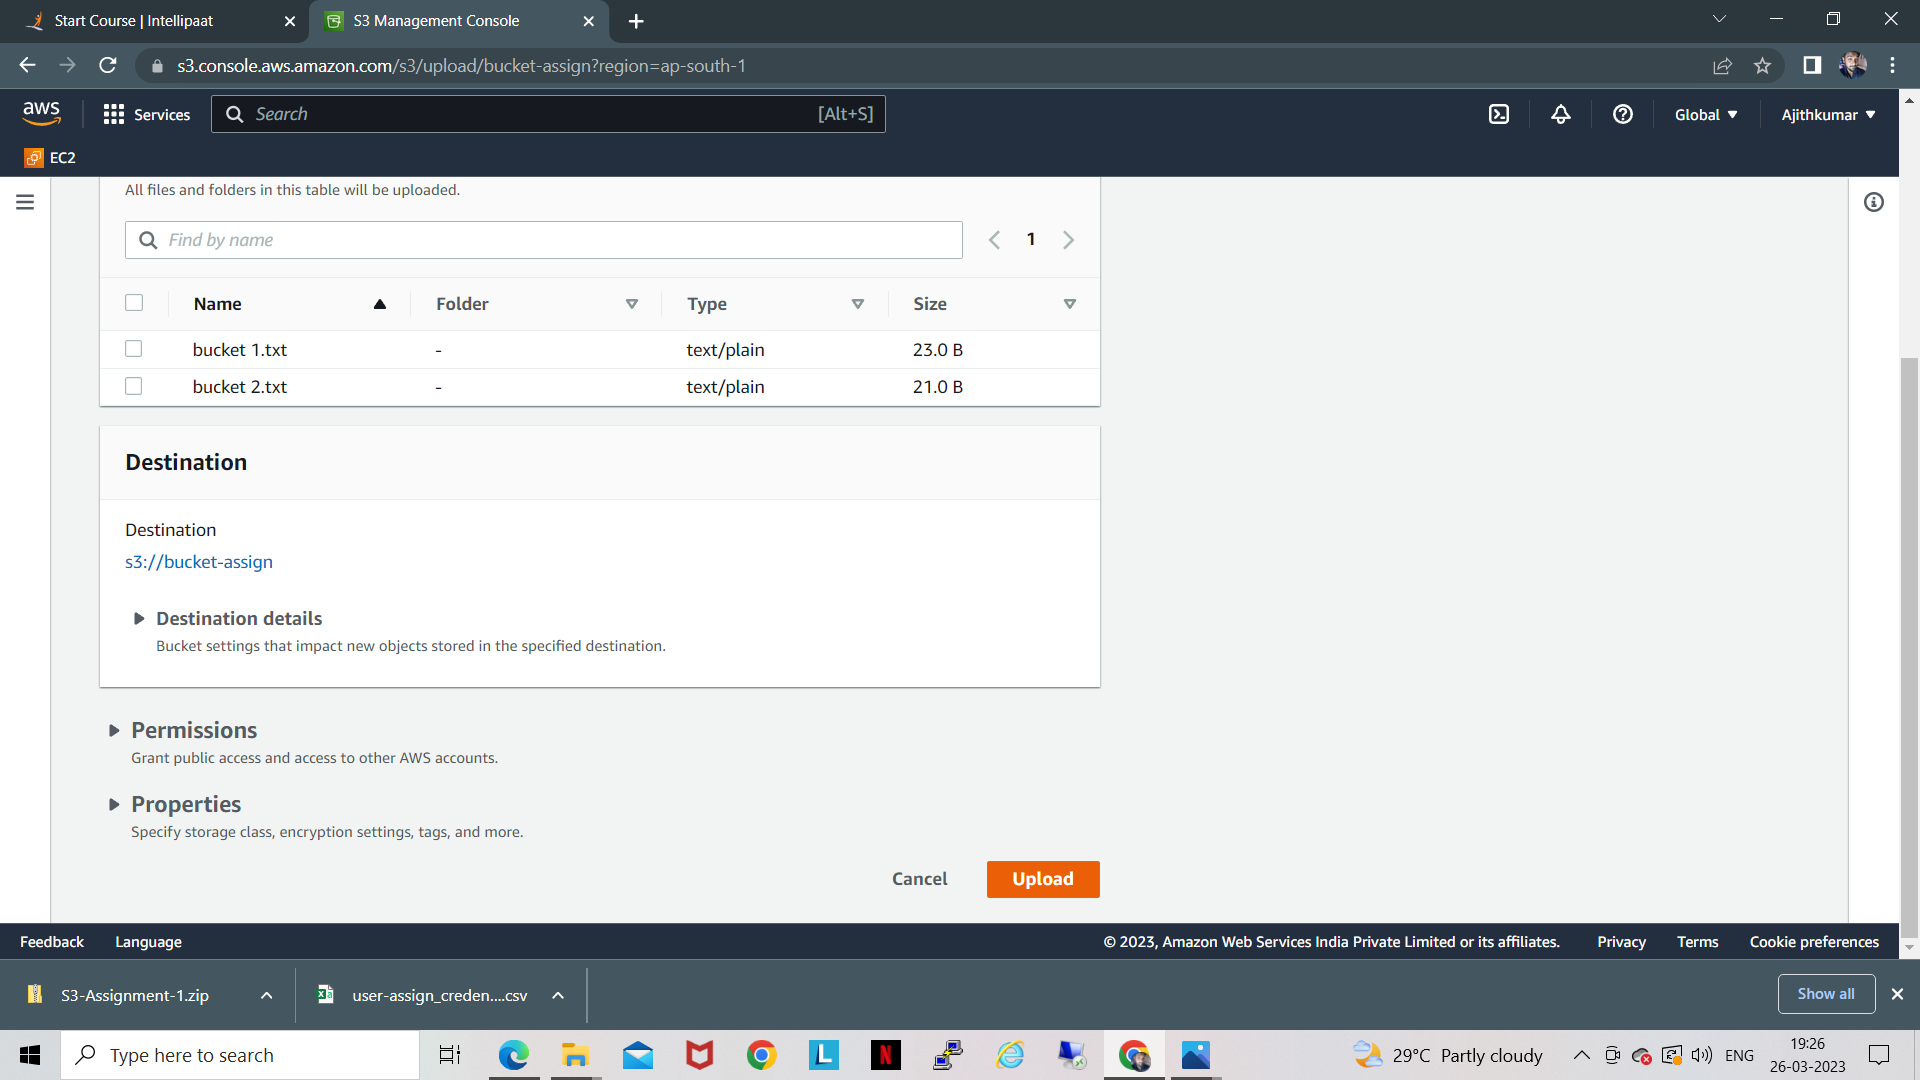 Start Course | Intellipaat
S3 Management Console
s3.console.aws.amazon.com/s3/upload/bucket-assign?region=ap-south-1
aws
Services
Search
[Alt+S]
Global
Ajithkumar
EC2
All files and folders in this table will be uploaded.
Find by name
1
Name Folder Type Size
bucket 1.txt - text/plain 23.0 B
bucket 2.txt - text/plain 21.0 B
Destination
Destination
s3://bucket-assign
Destination details
Bucket settings that impact new objects stored in the specified destination.
Permissions
Grant public access and access to other AWS accounts.
Properties
Specify storage class, encryption settings, tags, and more.
Cancel
Upload
Feedback Language © 2023, Amazon Web Services India Private Limited or its affiliates. Privacy Terms Cookie preferences
S3-Assignment-1.zip
user-assign_creden....csv
Show all
Type here to search
L
N
29°C Partly cloudy
ENG
19:26
26-03-2023